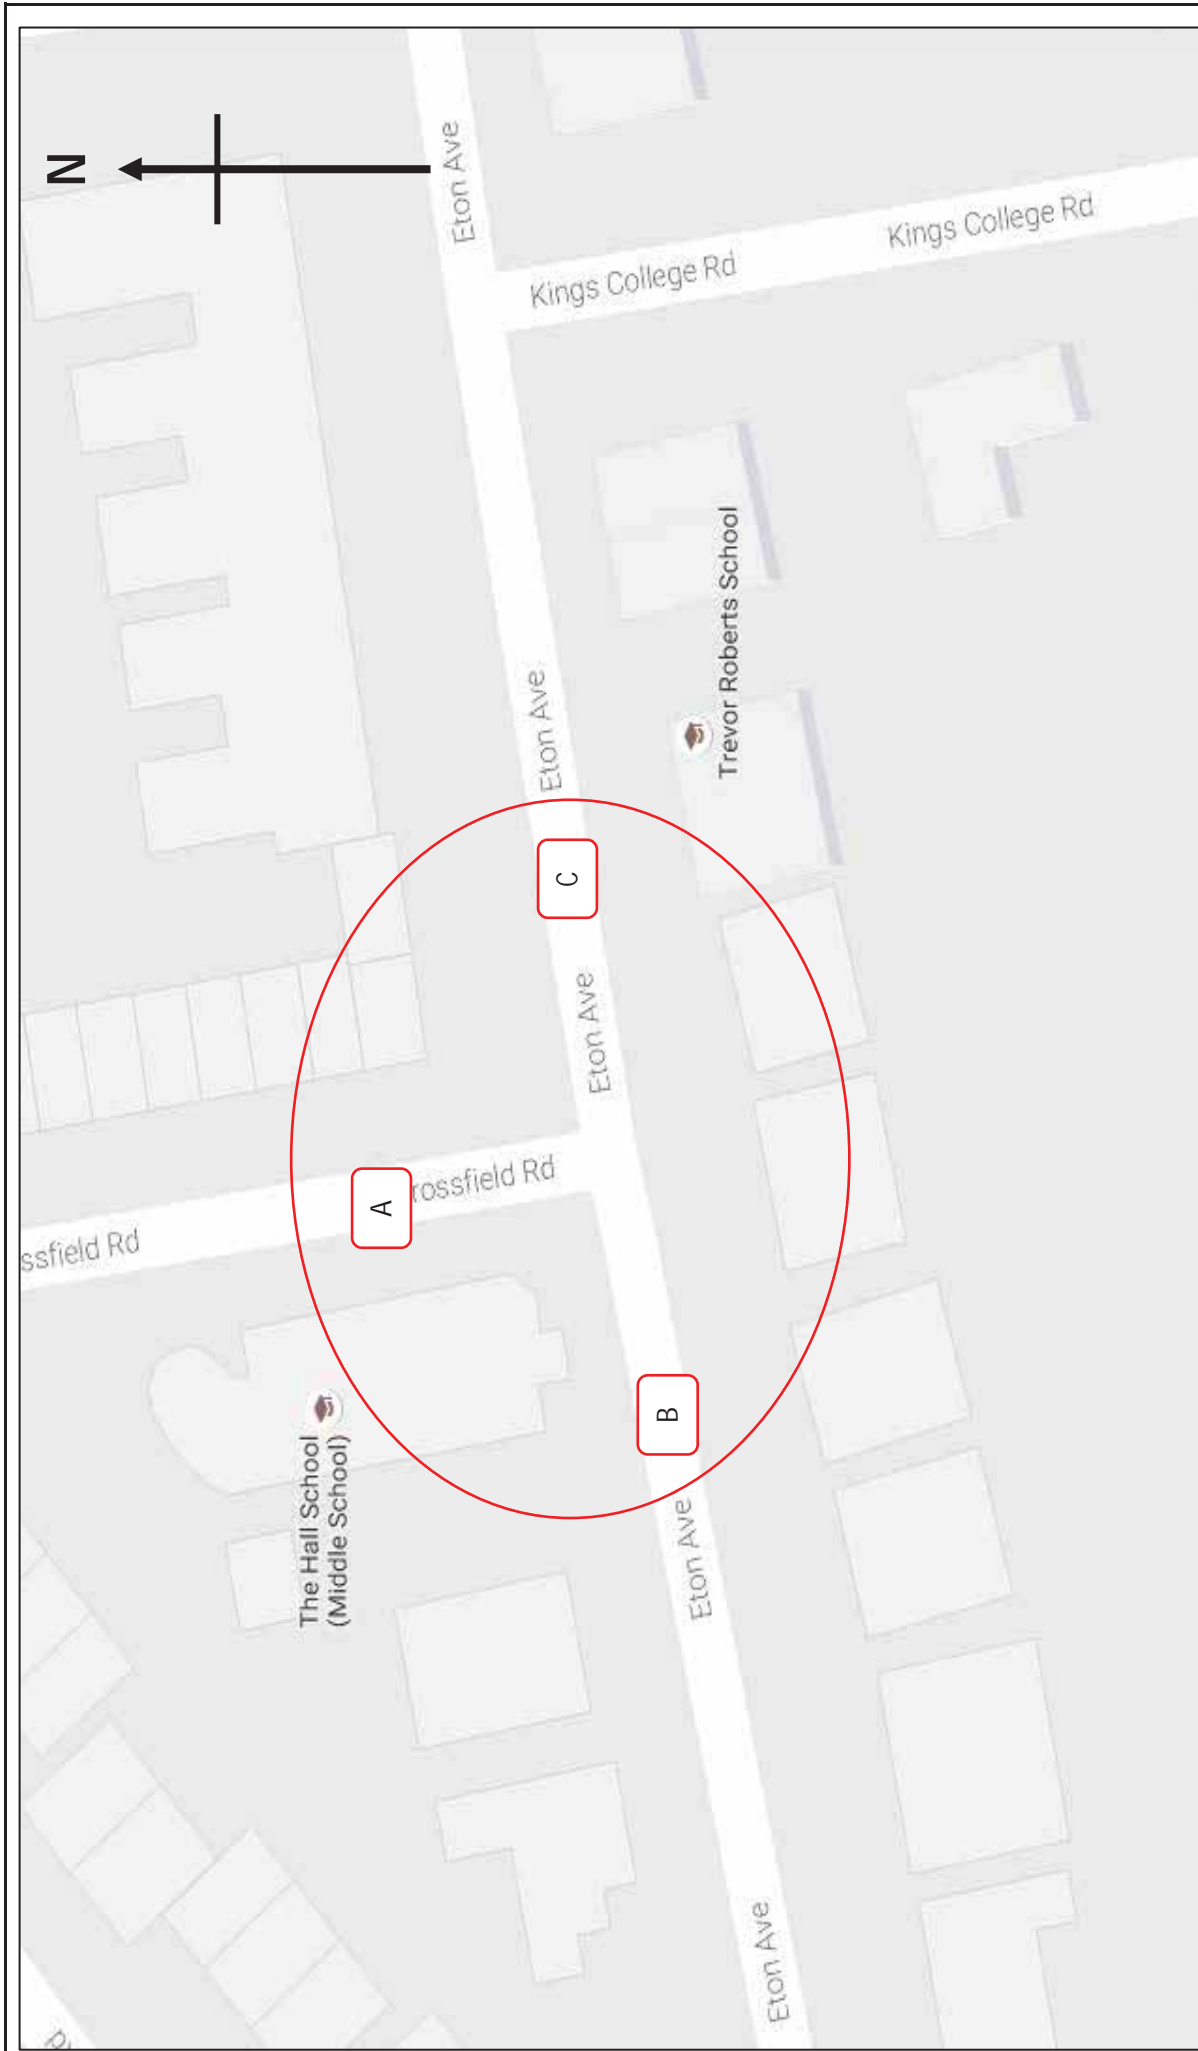 N
Eton Ave
Kings College Rd
Kings College Rd
Eton Ave
Trevor Roberts School
C
Eton Ave
A
rossfield Rd
ssfield Rd
The Hall School
(Middle School)
B
Eton Ave
Eton Ave